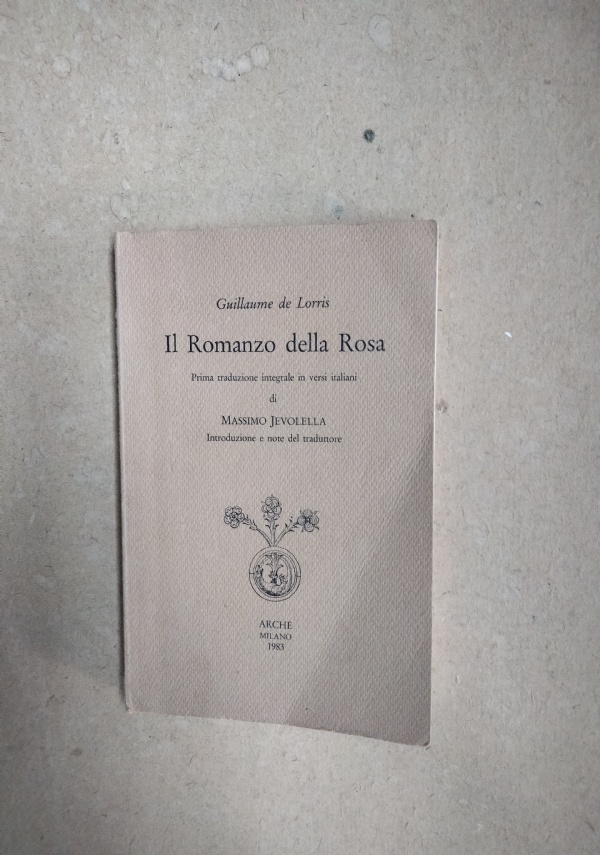 Guillaume de Lorris
Il Romanzo della Rosa
Prima traduzione integrale in versi italiani
di
MASSIMO JEVOLELLA
Introduzione e note del traduttore
ARCHÈ
MILANO
1983